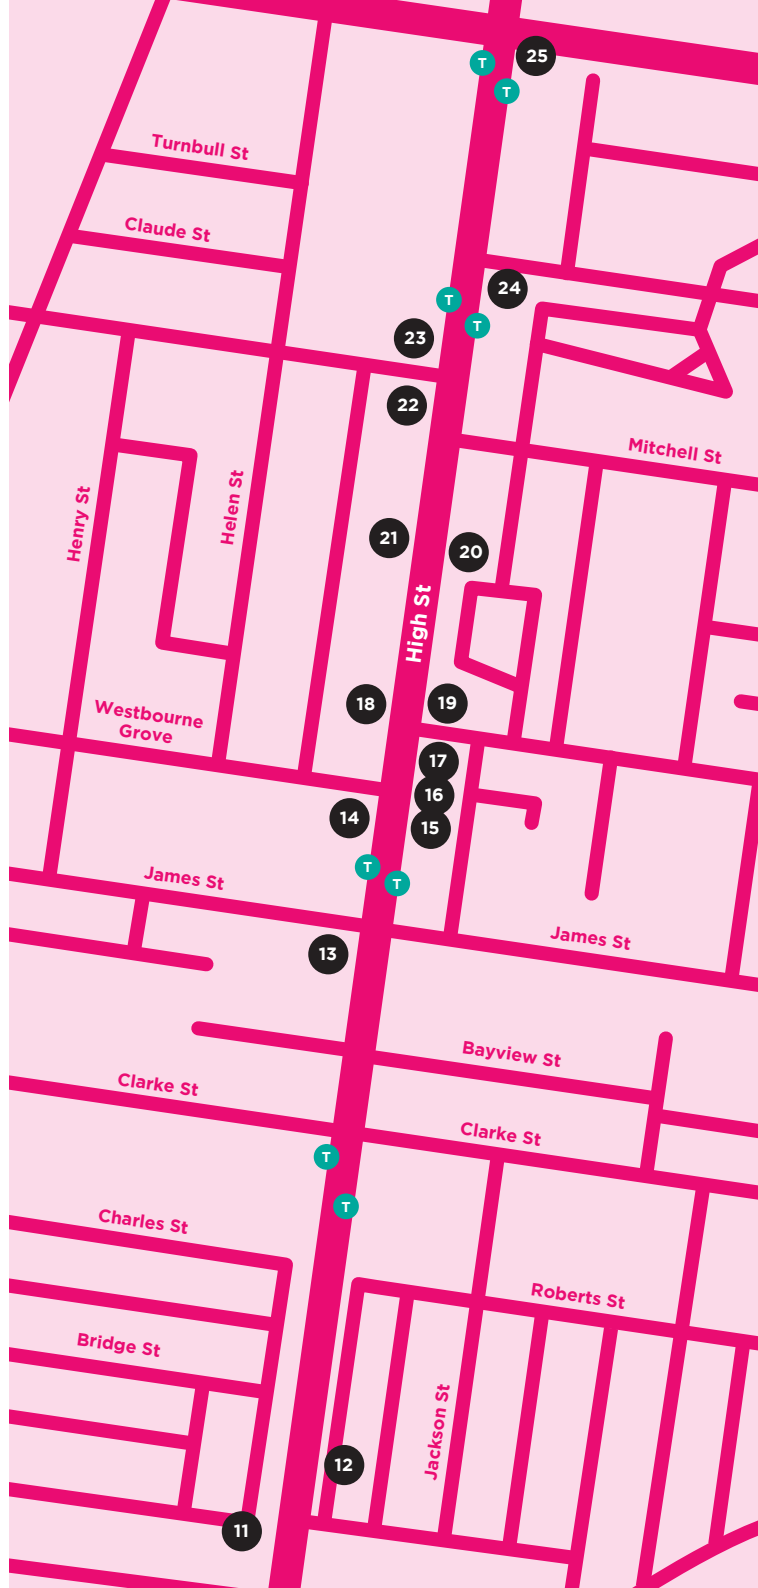 T
25
T
Turnbull St
Claude St
24
T
T
23
22
Mitchell St
Henry St
Helen St
21
20
High St
18
19
Westbourne
Grove
17
16
14
15
T
T
James St
James St
13
Bayview St
Clarke St
Clarke St
T
T
Charles St
Roberts St
Bridge St
Jackson St
12
11